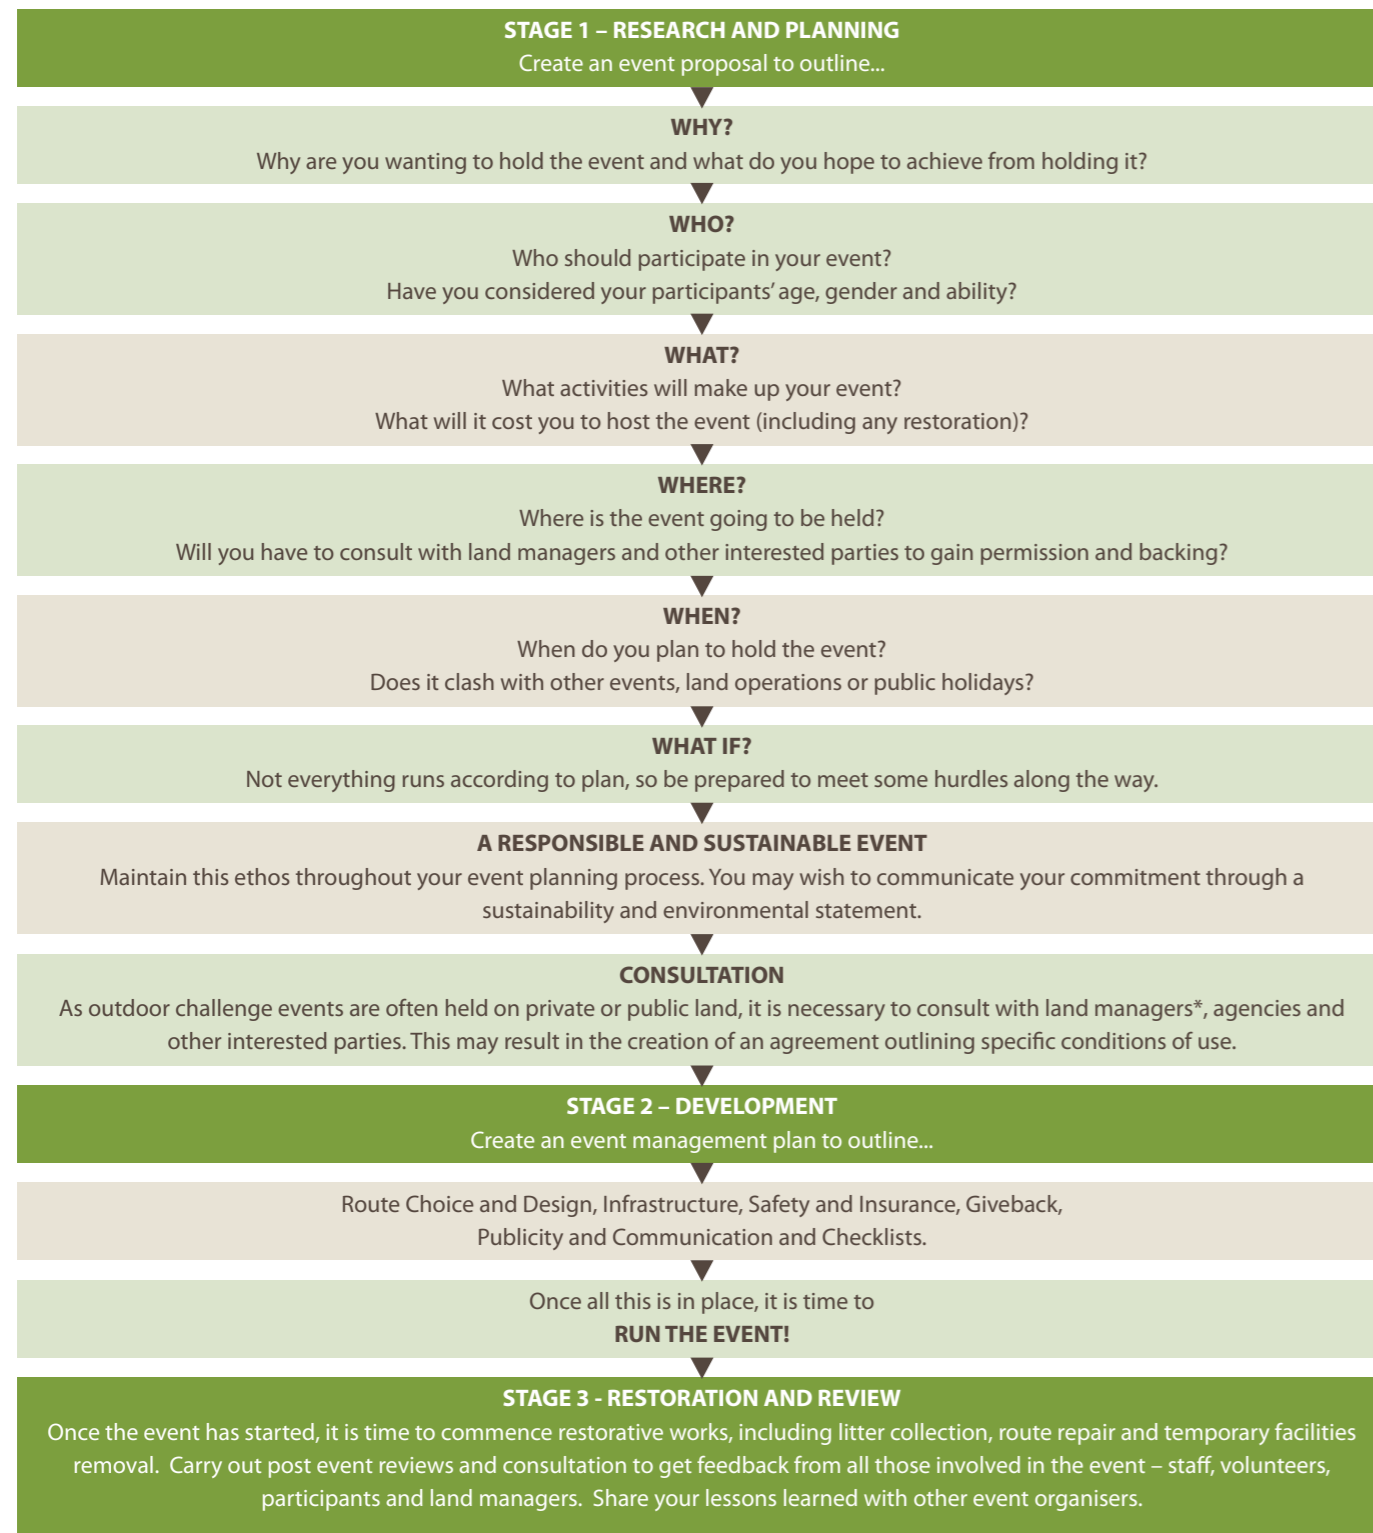 STAGE 1 – RESEARCH AND PLANNING
Create an event proposal to outline...
WHY?
Why are you wanting to hold the event and what do you hope to achieve from holding it?
WHO?
Who should participate in your event?
Have you considered your participants’ age, gender and ability?
WHAT?
What activities will make up your event?
What will it cost you to host the event (including any restoration)?
WHERE?
Where is the event going to be held?
Will you have to consult with land managers and other interested parties to gain permission and backing?
WHEN?
When do you plan to hold the event?
Does it clash with other events, land operations or public holidays?
WHAT IF?
Not everything runs according to plan, so be prepared to meet some hurdles along the way.
A RESPONSIBLE AND SUSTAINABLE EVENT
Maintain this ethos throughout your event planning process. You may wish to communicate your commitment through a
sustainability and environmental statement.
CONSULTATION
As outdoor challenge events are often held on private or public land, it is necessary to consult with land managers*, agencies and
other interested parties. This may result in the creation of an agreement outlining specific conditions of use.
STAGE 2 – DEVELOPMENT
Create an event management plan to outline...
Route Choice and Design, Infrastructure, Safety and Insurance, Giveback,
Publicity and Communication and Checklists.
Once all this is in place, it is time to
RUN THE EVENT!
STAGE 3 - RESTORATION AND REVIEW
Once the event has started, it is time to commence restorative works, including litter collection, route repair and temporary facilities
removal. Carry out post event reviews and consultation to get feedback from all those involved in the event – staff, volunteers,
participants and land managers. Share your lessons learned with other event organisers.